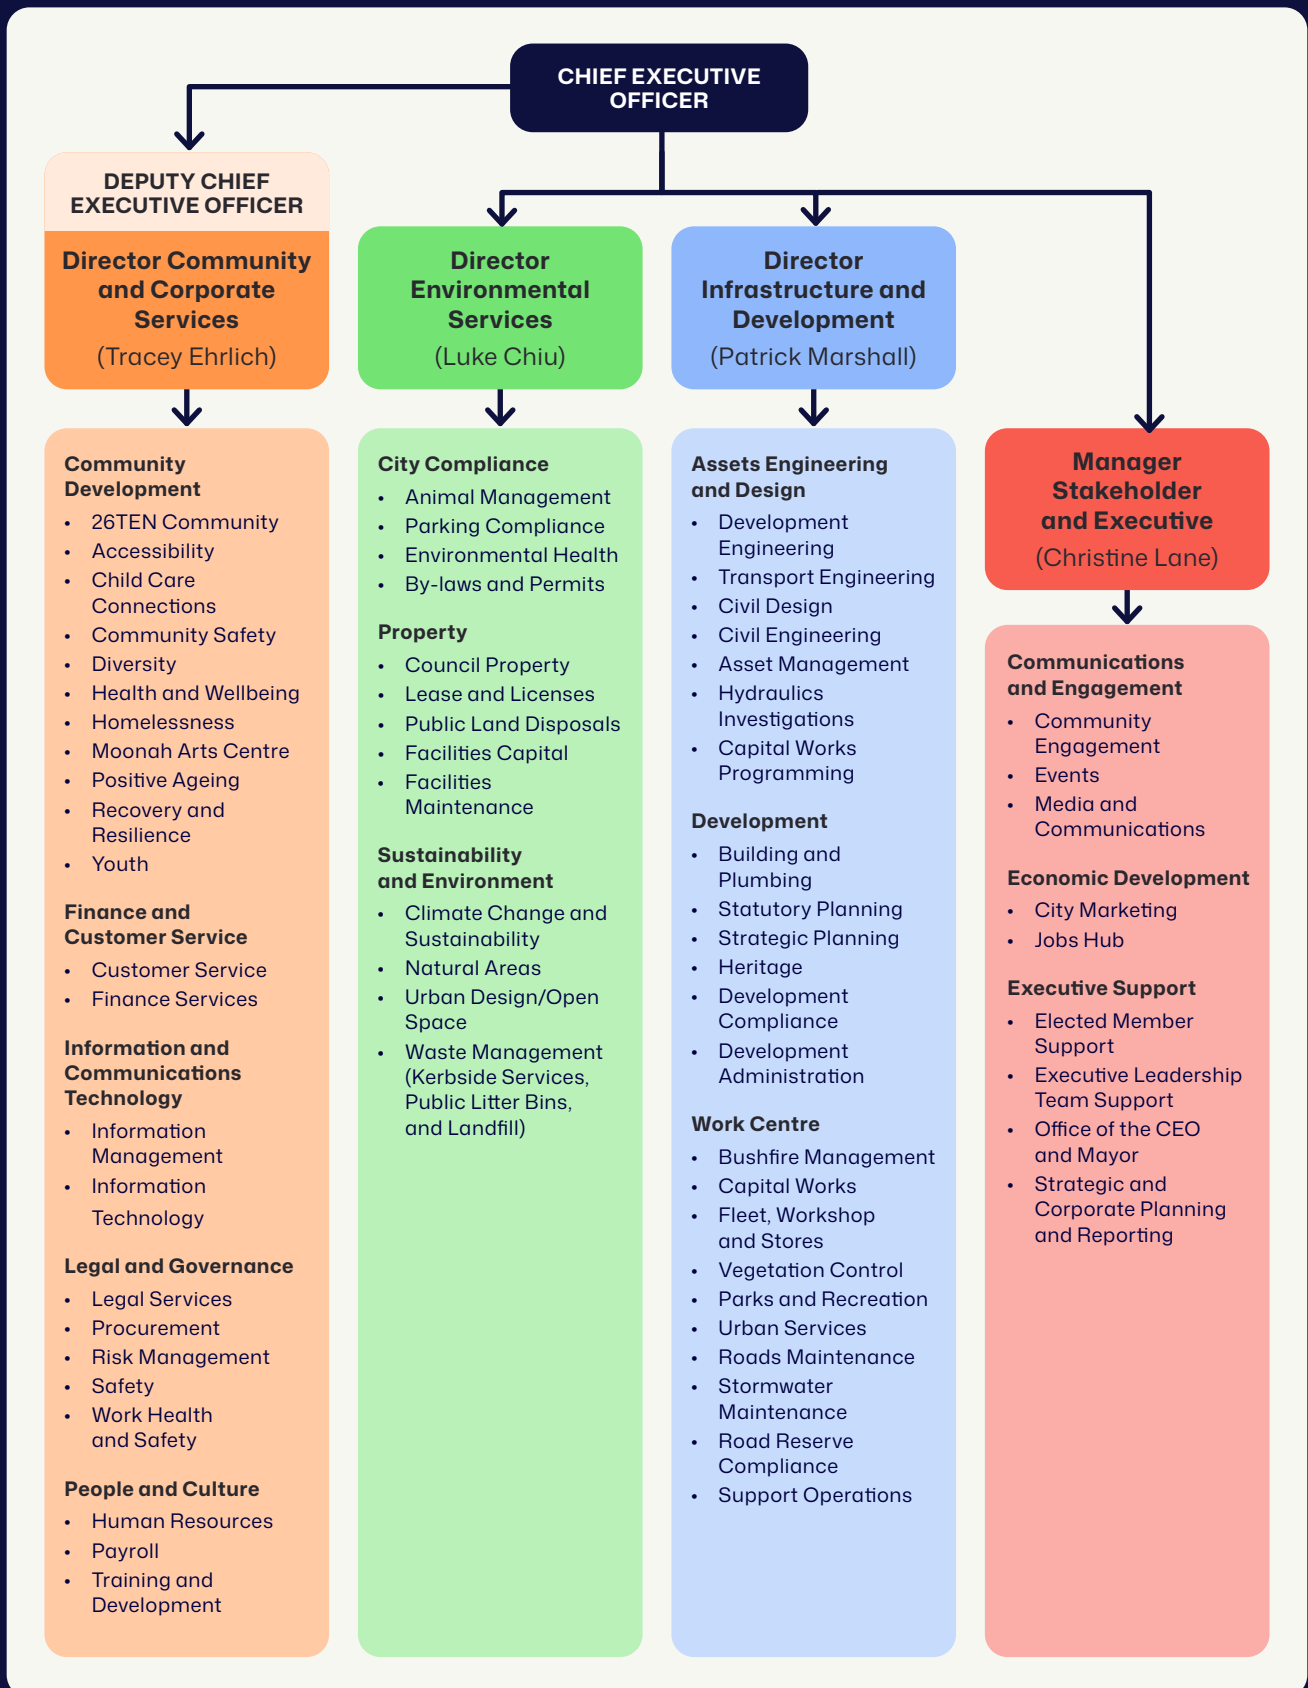 CHIEF EXECUTIVE
OFFICER
DEPUTY CHIEF
EXECUTIVE OFFICER
Director Community
and Corporate
Services
(Tracey Ehrlich)
Community
Development
• 26TEN Community
• Accessibility
• Child Care
Connections
• Community Safety
• Diversity
• Health and Wellbeing
• Homelessness
• Moonah Arts Centre
• Positive Ageing
• Recovery and
Resilience
• Youth
Finance and
Customer Service
• Customer Service
• Finance Services
Information and
Communications
Technology
• Information
Management
• Information
Technology
Legal and Governance
• Legal Services
• Procurement
• Risk Management
• Safety
• Work Health
and Safety
People and Culture
• Human Resources
• Payroll
• Training and
Development
Director
Environmental
Services
(Luke Chiu)
City Compliance
• Animal Management
• Parking Compliance
• Environmental Health
• By-laws and Permits
Property
• Council Property
• Lease and Licenses
• Public Land Disposals
• Facilities Capital
• Facilities
Maintenance
Sustainability
and Environment
• Climate Change and
Sustainability
• Natural Areas
• Urban Design/Open
Space
• Waste Management
(Kerbside Services,
Public Litter Bins,
and Landfill)
Director
Infrastructure and
Development
(Patrick Marshall)
Assets Engineering
and Design
• Development
Engineering
• Transport Engineering
• Civil Design
• Civil Engineering
• Asset Management
• Hydraulics
Investigations
• Capital Works
Programming
Development
• Building and
Plumbing
• Statutory Planning
• Strategic Planning
• Heritage
• Development
Compliance
• Development
Administration
Work Centre
• Bushfire Management
• Capital Works
• Fleet, Workshop
and Stores
• Vegetation Control
• Parks and Recreation
• Urban Services
• Roads Maintenance
• Stormwater
Maintenance
• Road Reserve
Compliance
• Support Operations
Manager
Stakeholder
and Executive
(Christine Lane)
Communications
and Engagement
• Community
Engagement
• Events
• Media and
Communications
Economic Development
• City Marketing
• Jobs Hub
Executive Support
• Elected Member
Support
• Executive Leadership
Team Support
• Office of the CEO
and Mayor
• Strategic and
Corporate Planning
and Reporting